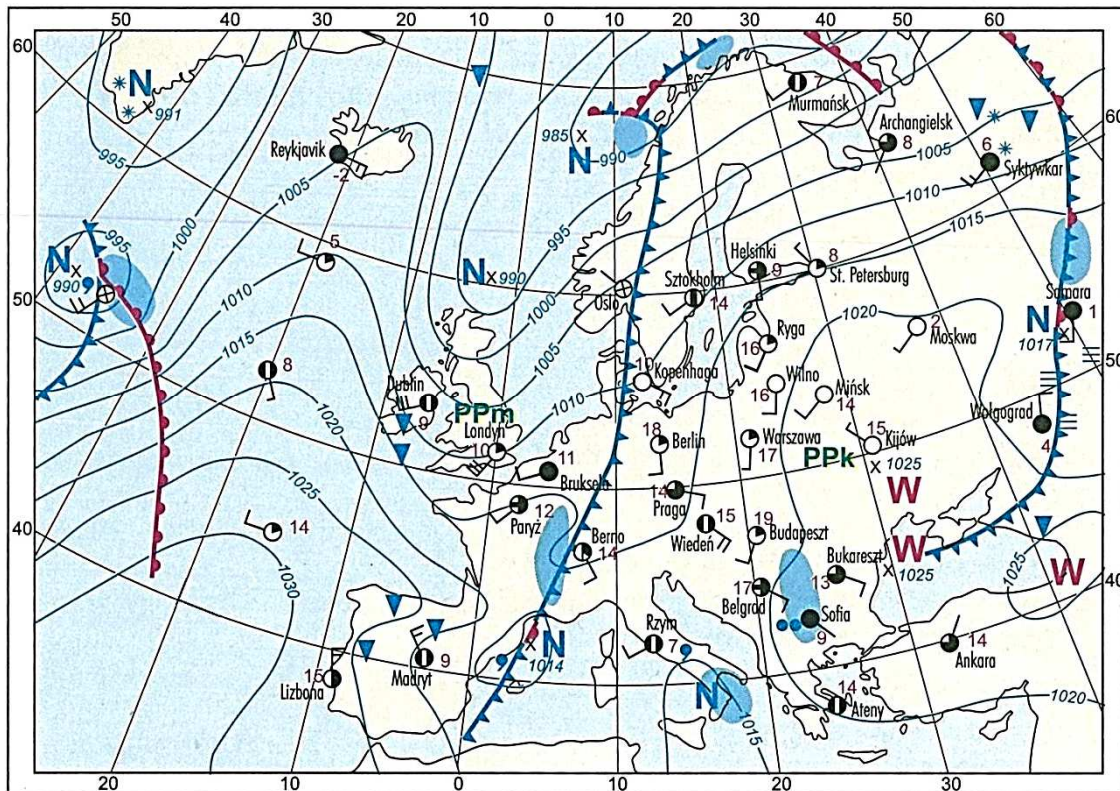 50 40 30 20 10 0 10 20 30 40 50 60
60
N
991
Reykjavik
-2
995
1005
1000
985
N
990
Murmańsk
7
Archangielsk
8
1005
6
Syktywkar
60
1010
1015
995
N
990
5
995
N 990
Oslo
1000
Sztokholm
14
Helsinki
9
8
St. Petersburg
Samara
1
N
1017
50
1010
1015
8
Dublin
9
PPm
Londyn
10
1005
1010
10
Kopenhaga
Ryga
16
Wilno
16
Mińsk
14
1020
Moskwa
50
1020
1025
11
Bruksela
12
Paryż
18
Berlin
Warszawa
17
PPk
15
Kijów
1025
W
Wołgograd
4
14
Praga
15
Wiedeń
19
Budapeszt
40
14
1030
Berno
14
17
Belgrad
Bukareszt
13
Sofia
9
W
1025
1025
W
40
N
1014
Rzym
7
N
1015
14
Ateny
14
Ankara
1020
15
Lizbona
9
Madryt
20 10 0 10 20 30